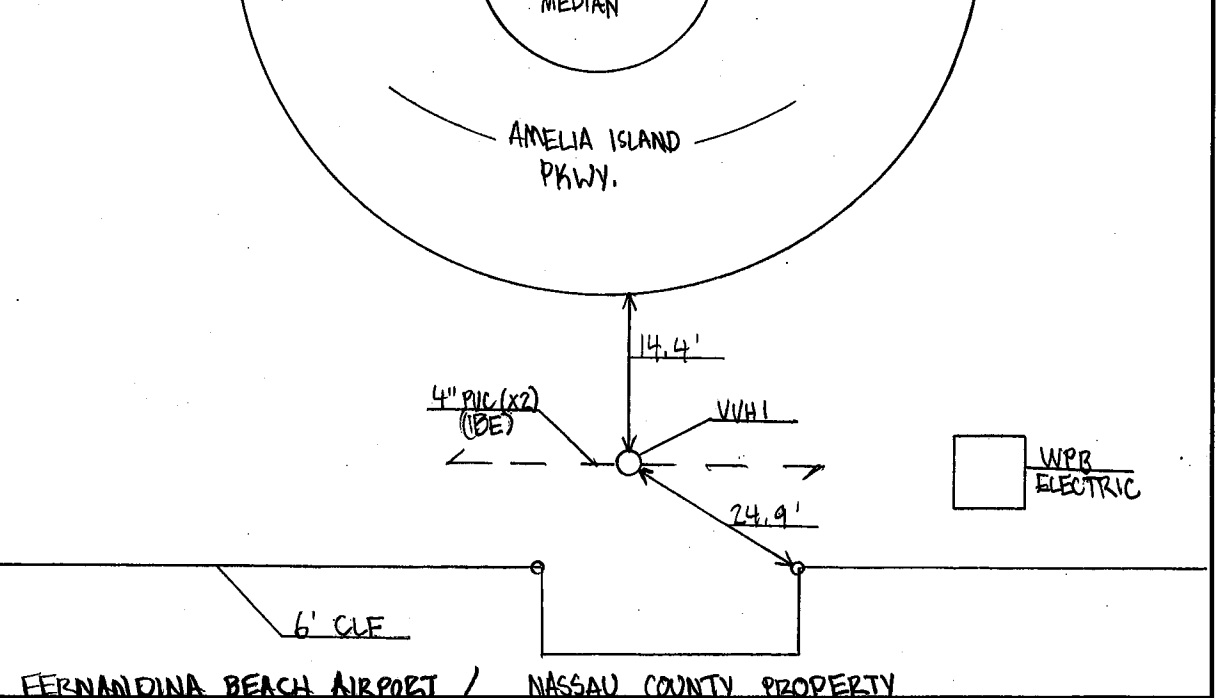 MEDIAN
AMELIA ISLAND
PKWY.
14.4'
4" PVC (X2)
(BE)
VVH1
WPB
ELECTRIC
24.9'
6' CLF
FERNANDINA BEACH AIRPORT / NASSAU COUNTY PROPERTY